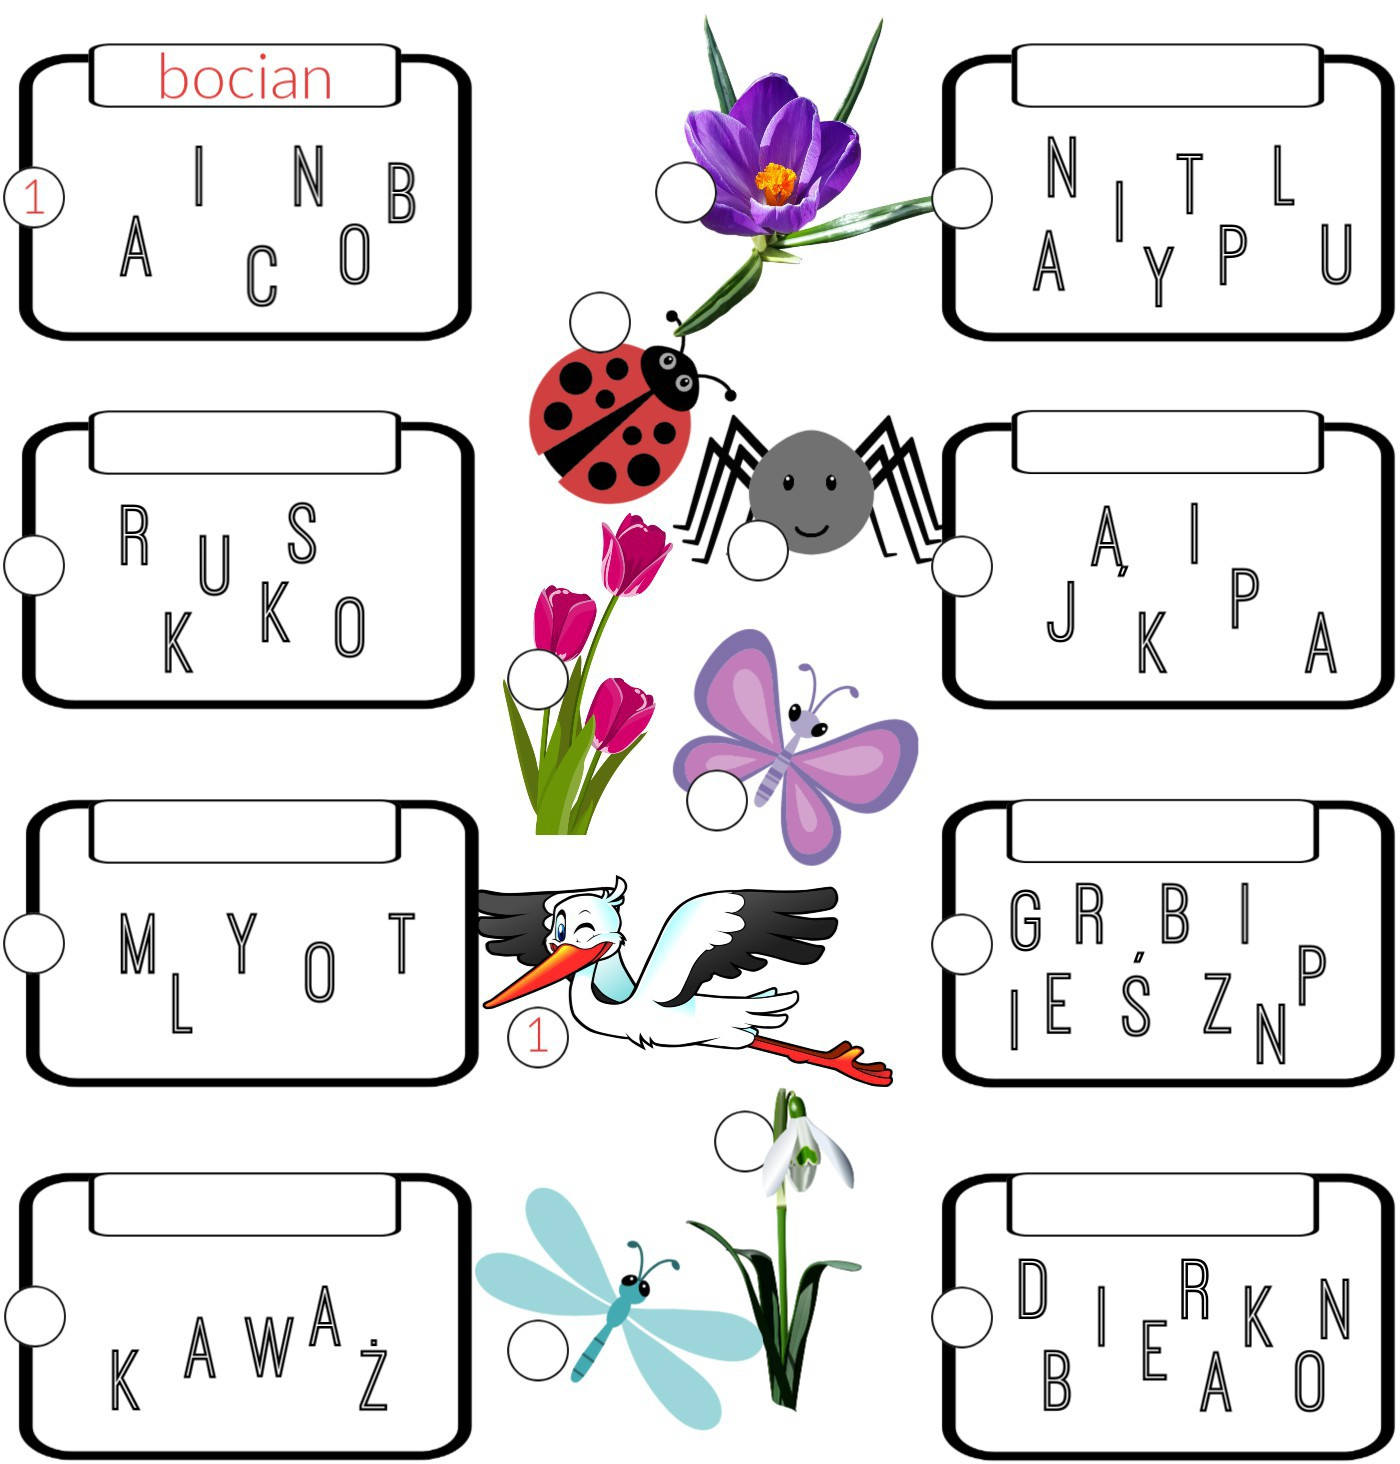 bocian
1
I N B
A C O
N I T L
A Y P U
R U S
K K O
Ą I
J K P A
M Y O T
L
1
G R B I
I E Ś Z N P
K A W A Ż
D I R K N
B E A O